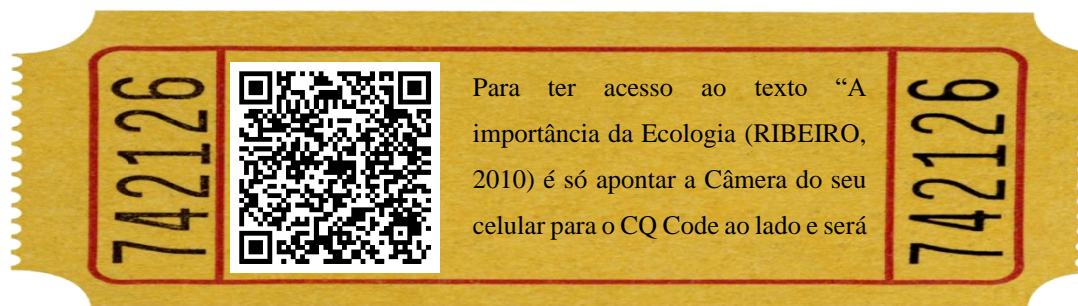 742126
Para ter acesso ao texto “A
importância da Ecologia (RIBEIRO,
2010) é só apontar a Câmera do seu
celular para o CQ Code ao lado e será
742126